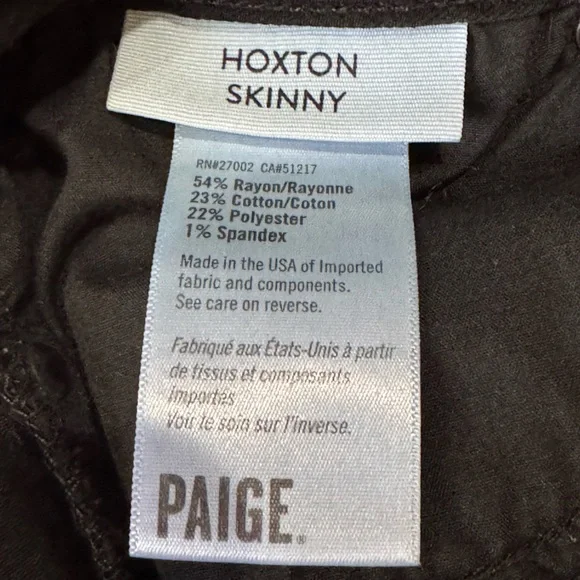 HOXTON
SKINNY
RN#27002 CA#51217
54% Rayon/Rayonne
23% Cotton/Coton
22% Polyester
1% Spandex
Made in the USA of Imported
fabric and components.
See care on reverse.
Fabriqué aux États-Unis à partir
de tissus et composants
importés
Voir le soin sur l'inverse.
PAIGE®